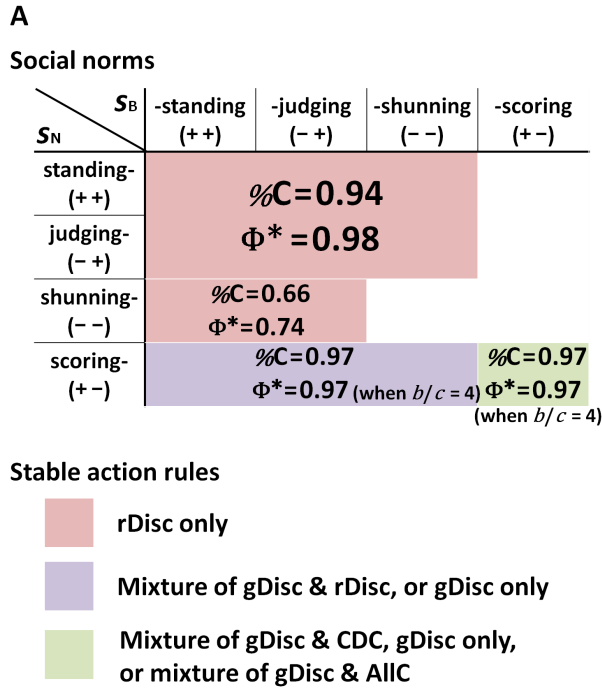 A
Social norms
SB
SN
-standing
(+ +)
-judging
(− +)
-shunning
(− −)
-scoring
(+ −)
standing-
(+ +)
judging-
(− +)
%C=0.94
Φ* =0.98
shunning-
(− −)
%C=0.66
Φ*=0.74
scoring-
(+ −)
%C=0.97
Φ*=0.97 (when b/c = 4)
%C=0.97
Φ*=0.97
(when b/c = 4)
Stable action rules
rDisc only
Mixture of gDisc & rDisc, or gDisc only
Mixture of gDisc & CDC, gDisc only,
or mixture of gDisc & AllC